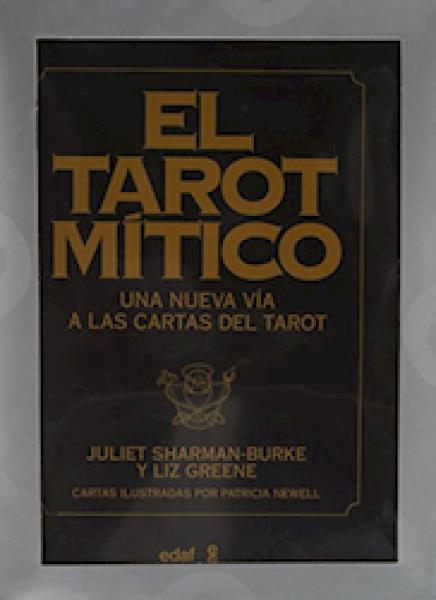 EL
TAROT
MÍTICO
UNA NUEVA VÍA
A LAS CARTAS DEL TAROT
JULIET SHARMAN-BURKE
Y LIZ GREENE
CARTAS ILUSTRADAS POR PATRICIA NEWELL
edaf